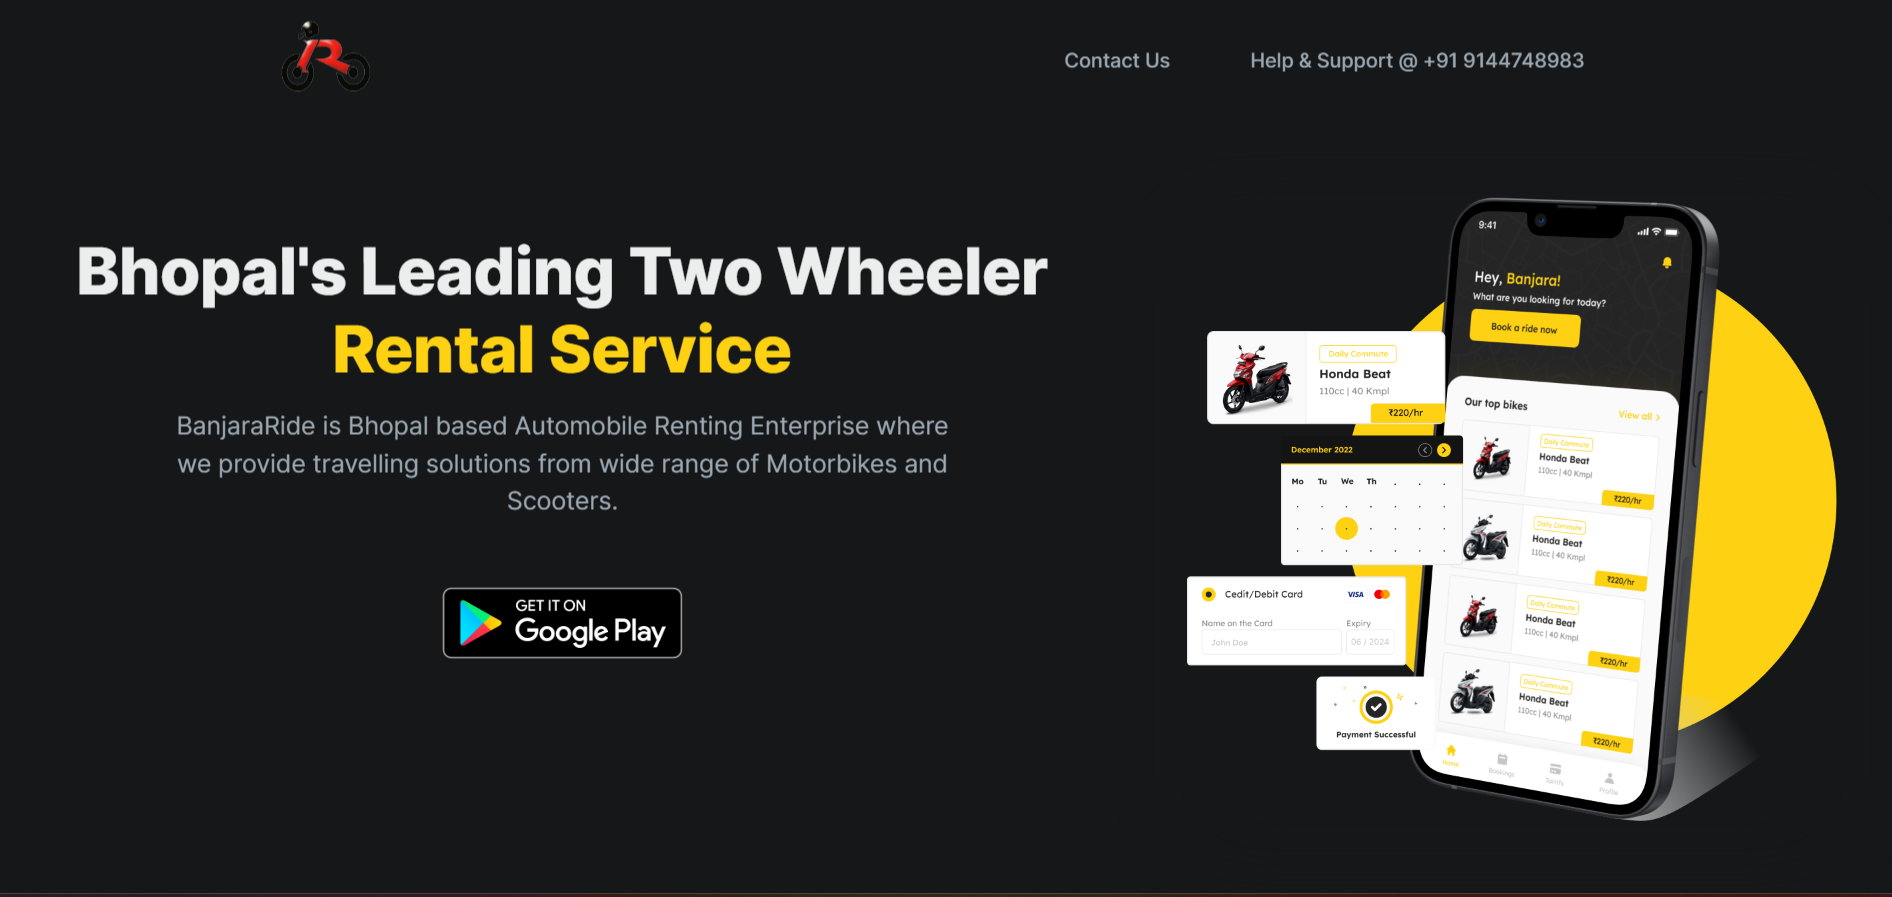 R
Contact Us
Help & Support @ +91 9144748983
Bhopal's Leading Two Wheeler
Rental Service
BanjaraRide is Bhopal based Automobile Renting Enterprise where
we provide travelling solutions from wide range of Motorbikes and
Scooters.
GET IT ON
Google Play
9:41
Hey, Banjara!
What are you looking for today?
Book a ride now
Our top bikes
View all >
Daily Commute
Honda Beat
110cc | 40 Kmpl
₹220/hr
Daily Commute
Honda Beat
110cc | 40 Kmpl
₹220/hr
Daily Commute
Honda Beat
110cc | 40 Kmpl
₹220/hr
Daily Commute
Honda Beat
110cc | 40 Kmpl
₹220/hr
Home
Bookings
Tarrifs
Profile
Daily Commute
Honda Beat
110cc | 40 Kmpl
₹220/hr
December 2022
Mo Tu We Th . . .
Cedit/Debit Card
VISA
Name on the Card
Expiry
John Doe
06 / 2024
Payment Successful